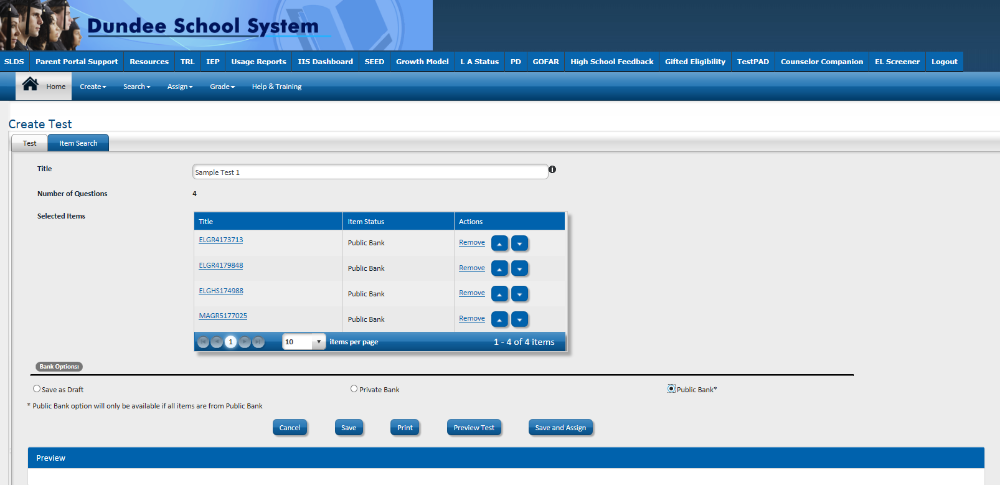 Dundee School System
SLDS Parent Portal Support Resources TRL IEP Usage Reports IIS Dashboard SEED Growth Model L A Status PD GOFAR High School Feedback Gifted Eligibility TestPAD Counselor Companion EL Screener Logout
Home Create Search Assign Grade Help & Training
Create Test
Test Item Search
Title Sample Test 1
Number of Questions 4
Selected Items
Title Item Status Actions
ELGR4173713 Public Bank Remove
ELGR4179848 Public Bank Remove
ELGHS174988 Public Bank Remove
MAGR5177025 Public Bank Remove
1 10 items per page 1 - 4 of 4 items
Bank Options:
Save as Draft Private Bank Public Bank*
* Public Bank option will only be available if all items are from Public Bank
Cancel Save Print Preview Test Save and Assign
Preview